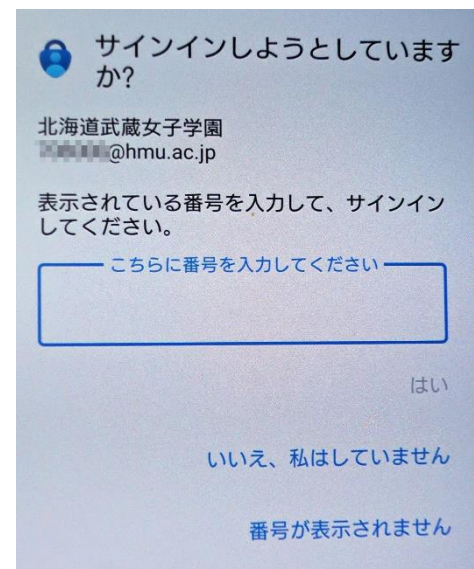 サインインしようとしています
か?
北海道武蔵女子学園
@hmu.ac.jp
表示されている番号を入力して、サインイン
してください。
こちらに番号を入力してください
はい
いいえ、私はしていません
番号が表示されません